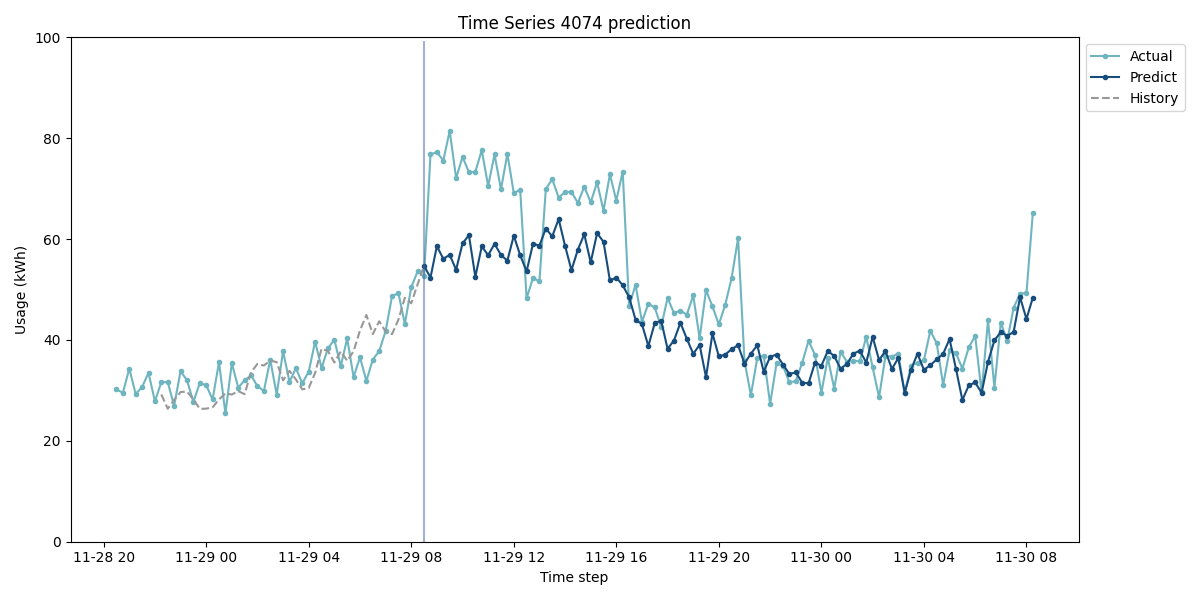 Time Series 4074 prediction
100
80
60
40
20
0
Usage (kWh)
11-28 20 11-29 00 11-29 04 11-29 08 11-29 12 11-29 16 11-29 20 11-30 00 11-30 04 11-30 08
Time step
Actual
Predict
History